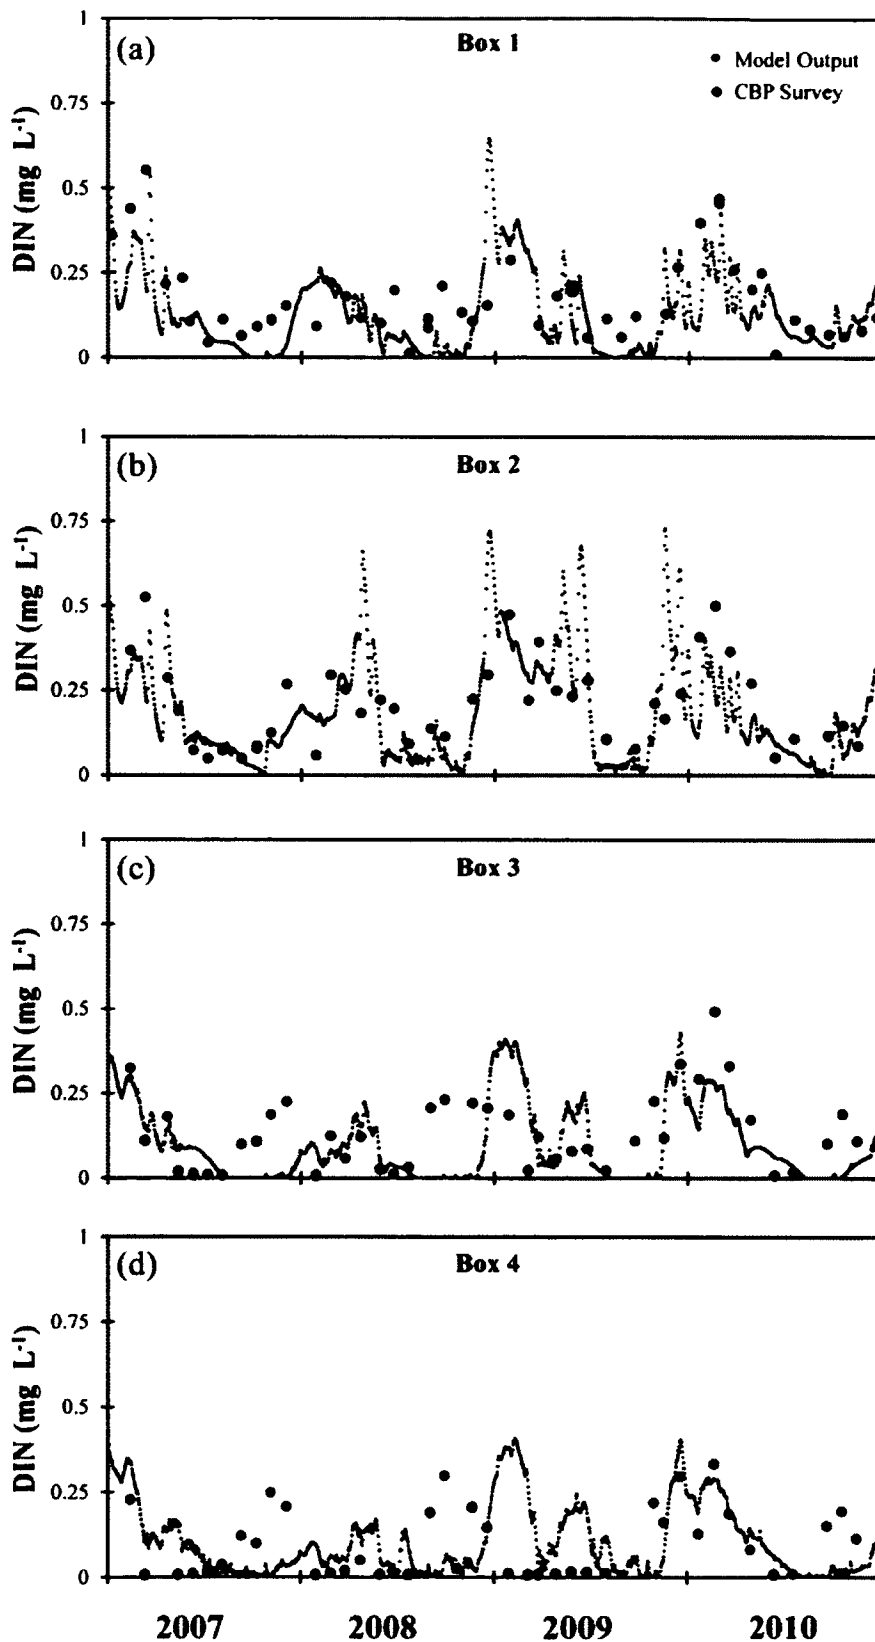 (a)
Box 1
Model Output
CBP Survey
DIN (mg L-1)
1
0.75
0.5
0.25
0
(b)
Box 2
DIN (mg L-1)
1
0.75
0.5
0.25
0
(c)
Box 3
DIN (mg L-1)
1
0.75
0.5
0.25
0
(d)
Box 4
DIN (mg L-1)
1
0.75
0.5
0.25
0
2007 2008 2009 2010